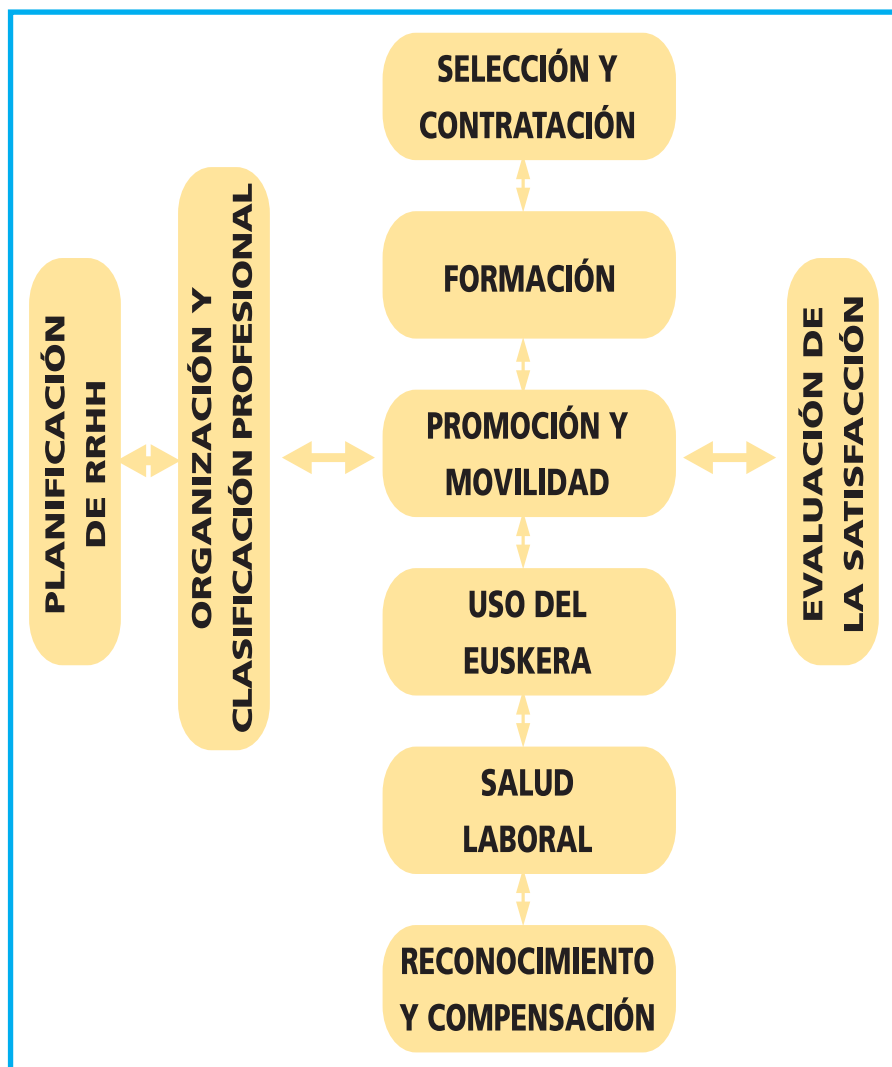 PLANIFICACIÓN
DE RRHH
ORGANIZACIÓN Y
CLASIFICACIÓN PROFESIONAL
SELECCIÓN Y
CONTRATACIÓN
FORMACIÓN
PROMOCIÓN Y
MOVILIDAD
USO DEL
EUSKERA
SALUD
LABORAL
RECONOCIMIENTO
Y COMPENSACIÓN
EVALUACIÓN DE
LA SATISFACCIÓN